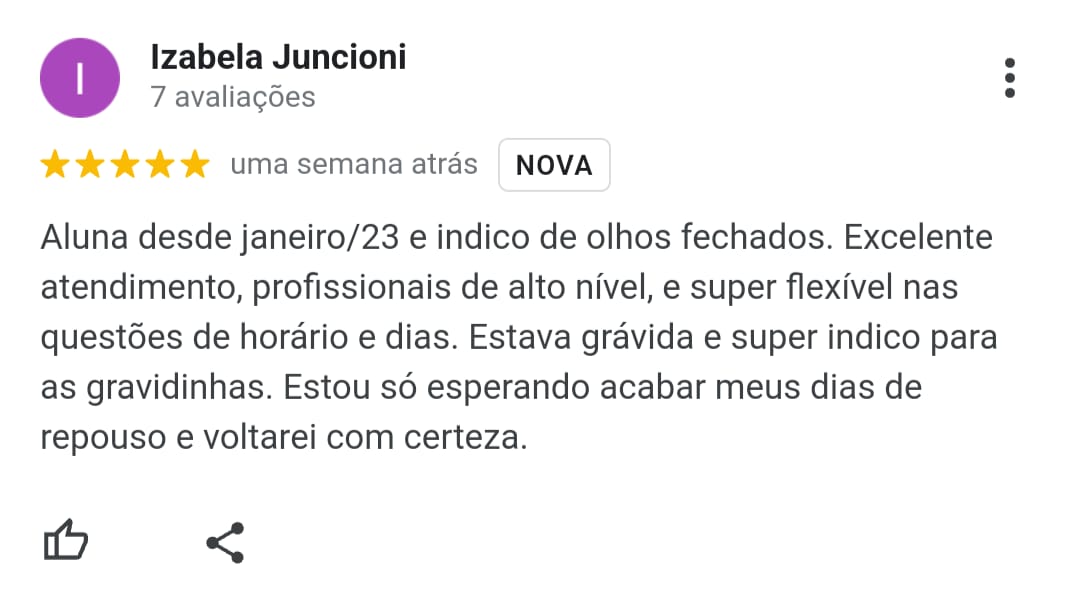 I
Izabela Juncioni
7 avaliações
uma semana atrás NOVA
Aluna desde janeiro/23 e indico de olhos fechados. Excelente
atendimento, profissionais de alto nível, e super flexível nas
questões de horário e dias. Estava grávida e super indico para
as gravidinhas. Estou só esperando acabar meus dias de
repouso e voltarei com certeza.